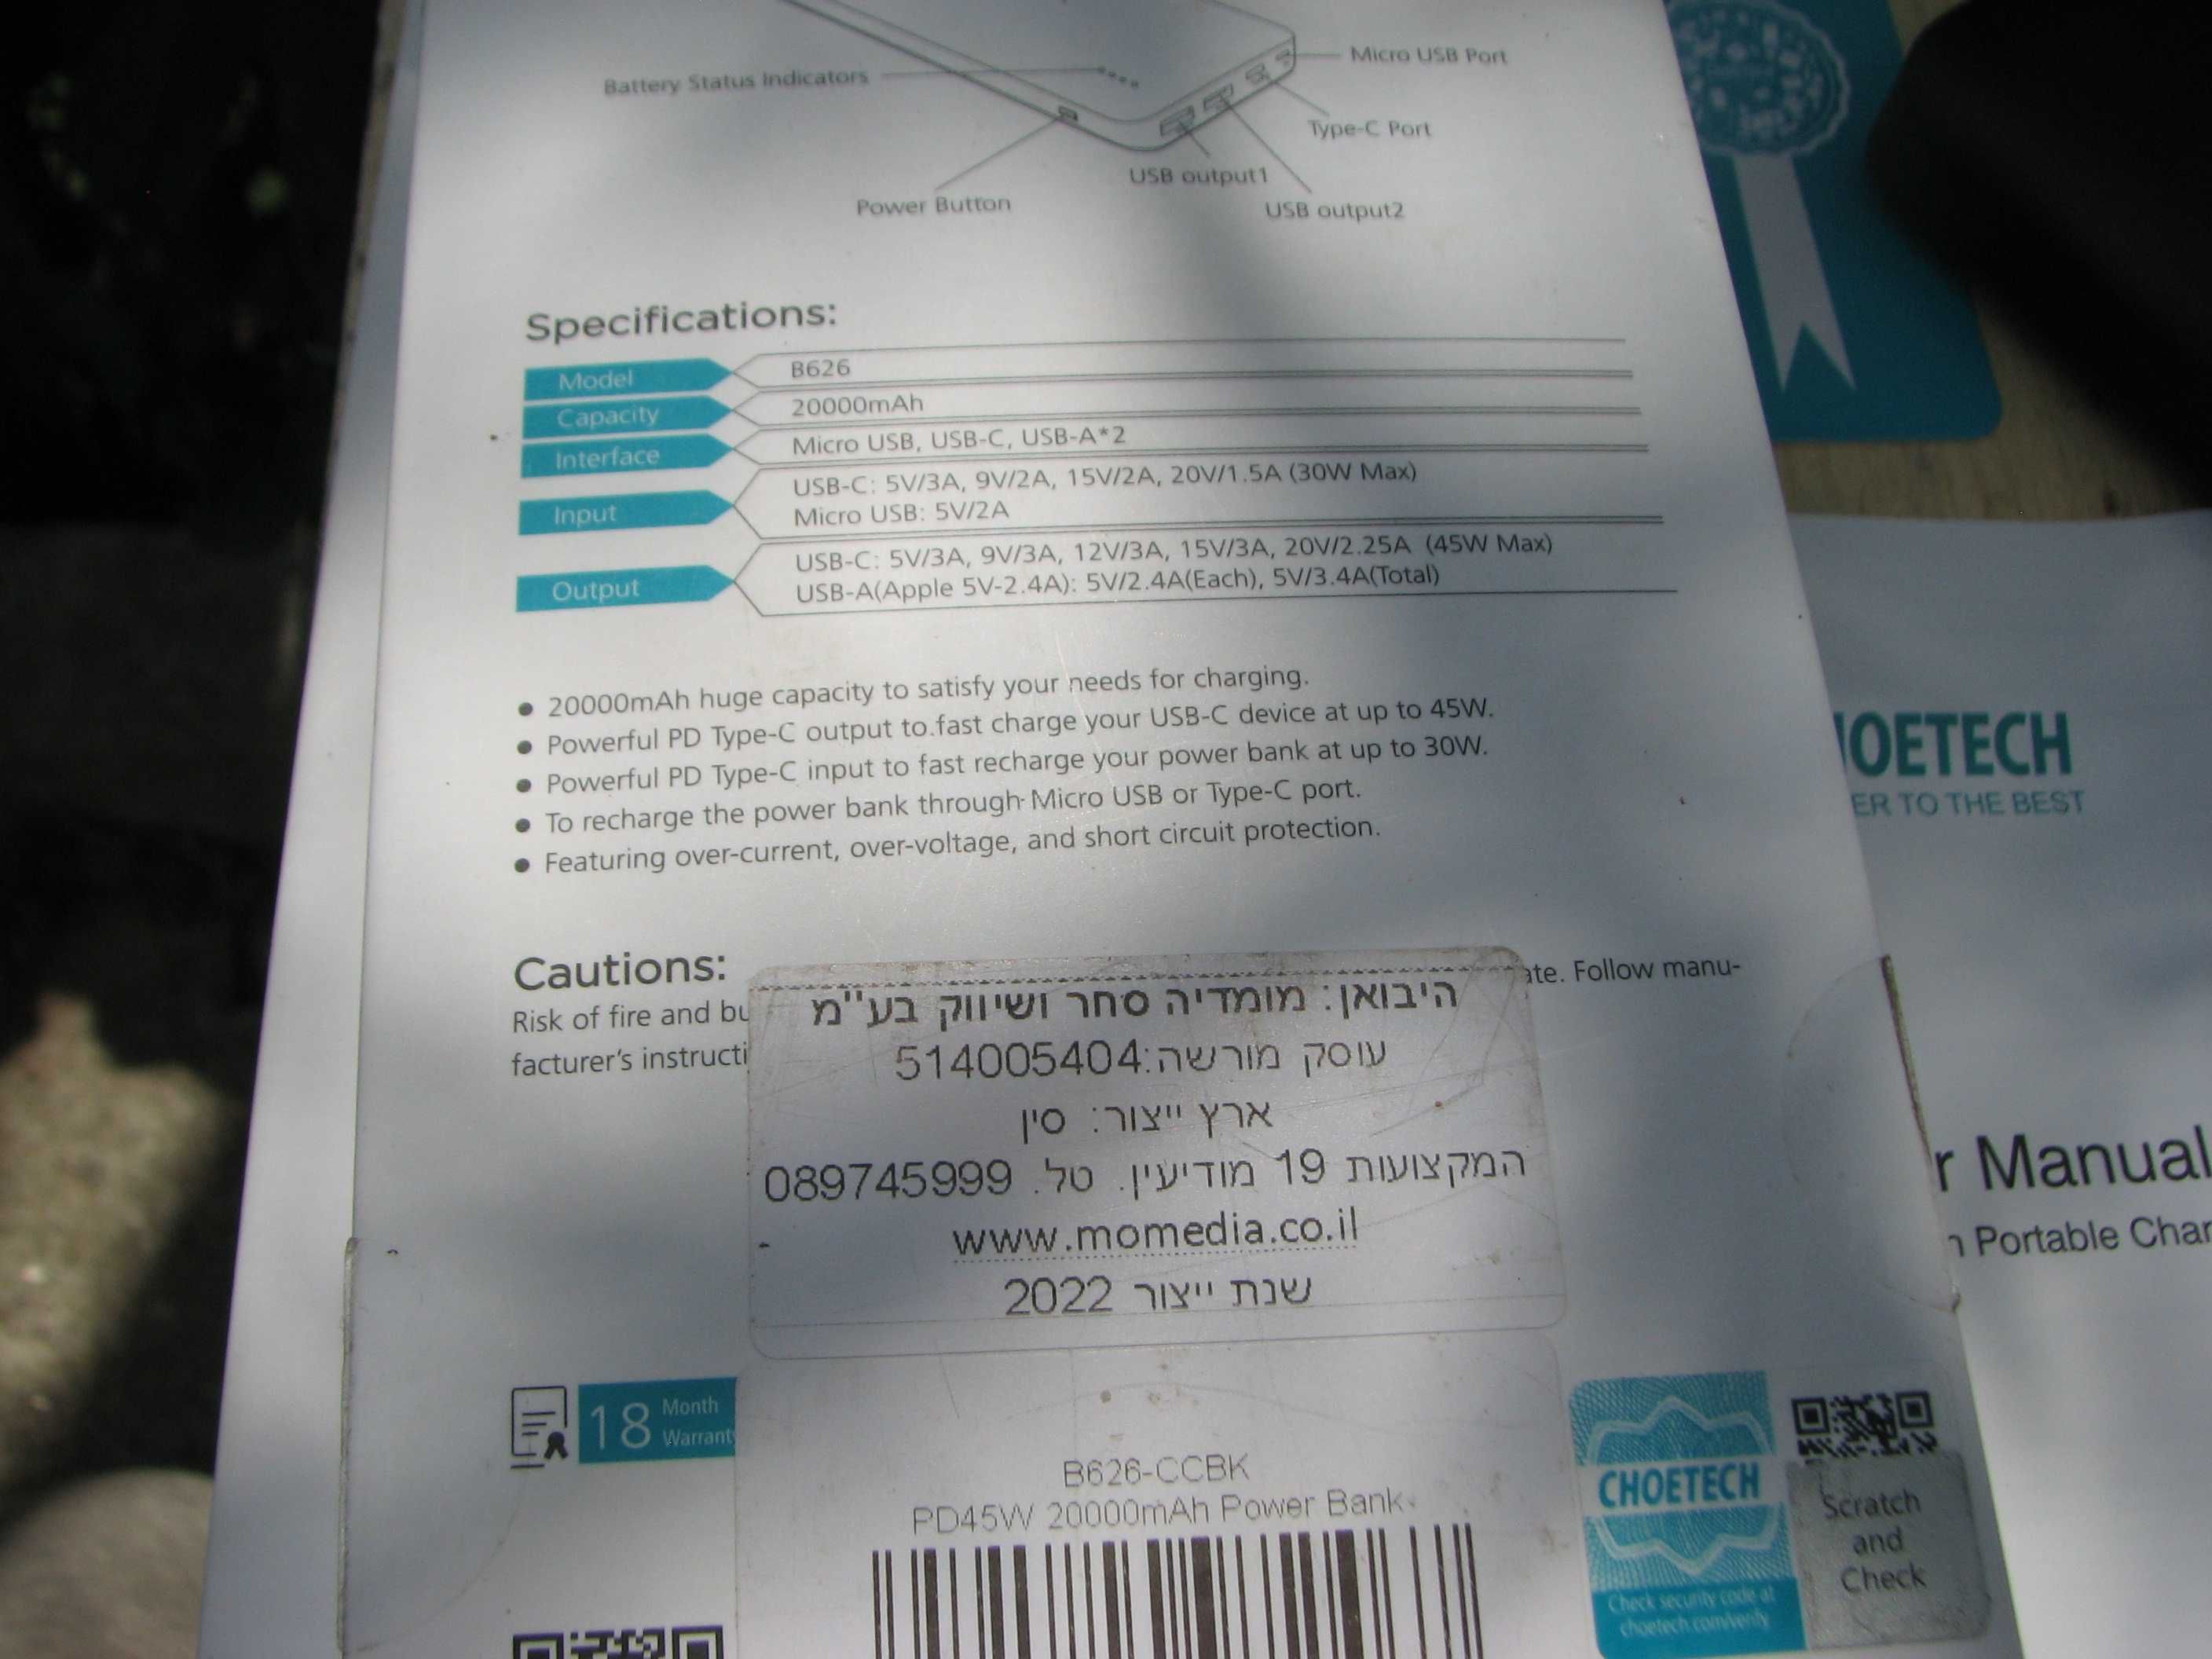 Battery Status Indicators
Micro USB Port
Type-C Port
USB output1
Power Button
USB output2
Specifications:
Model
B626
Capacity
20000mAh
Interface
Micro USB, USB-C, USB-A*2
Input
USB-C: 5V/3A, 9V/2A, 15V/2A, 20V/1.5A (30W Max)
Micro USB: 5V/2A
Output
USB-C: 5V/3A, 9V/3A, 12V/3A, 15V/3A, 20V/2.25A (45W Max)
USB-A(Apple 5V-2.4A): 5V/2.4A(Each), 5V/3.4A(Total)
● 20000mAh huge capacity to satisfy your needs for charging.
● Powerful PD Type-C output to fast charge your USB-C device at up to 45W.
● Powerful PD Type-C input to fast recharge your power bank at up to 30W.
● To recharge the power bank through Micro USB or Type-C port.
● Featuring over-current, over-voltage, and short circuit protection.
Cautions:
Risk of fire and bu
ate. Follow manu-
facturer's instructi
היבואן: מומדיה סחר ושיווק בע"מ
עוסק מורשה:514005404
ארץ ייצור: סין
המקצועות 19 מודיעין. טל. 089745999
www.momedia.co.il
שנת ייצור 2022
18 Month
Warrant
B626-CCBK
PD45W 20000mAh Power Bank
CHOETECH
Check security code at
choetech.com/verify
Scratch
and
Check
HOETECH
ER TO THE BEST
r Manual
n Portable Char